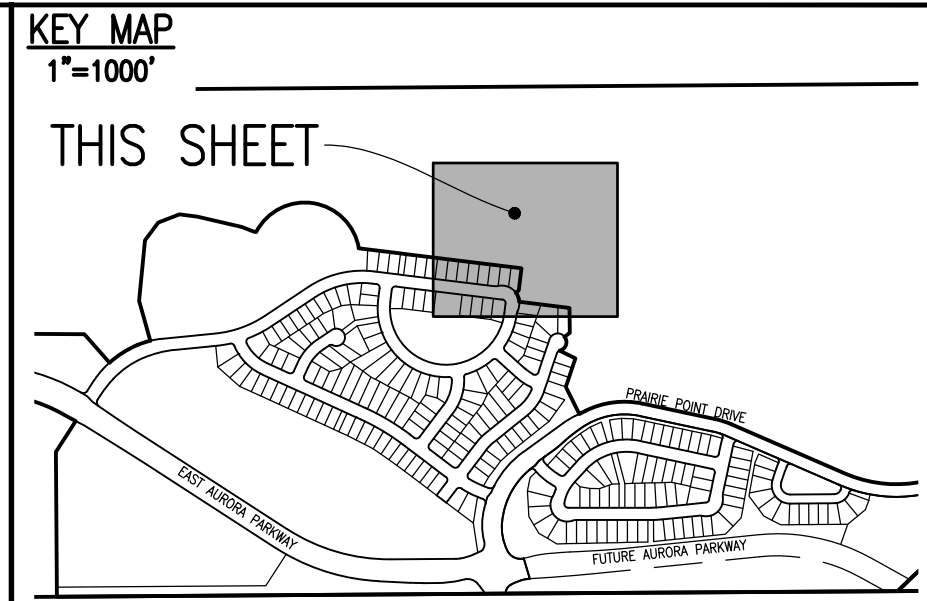 KEY MAP
1"=1000'
THIS SHEET
PRAIRIE POINT DRIVE
EAST AURORA PARKWAY
FUTURE AURORA PARKWAY